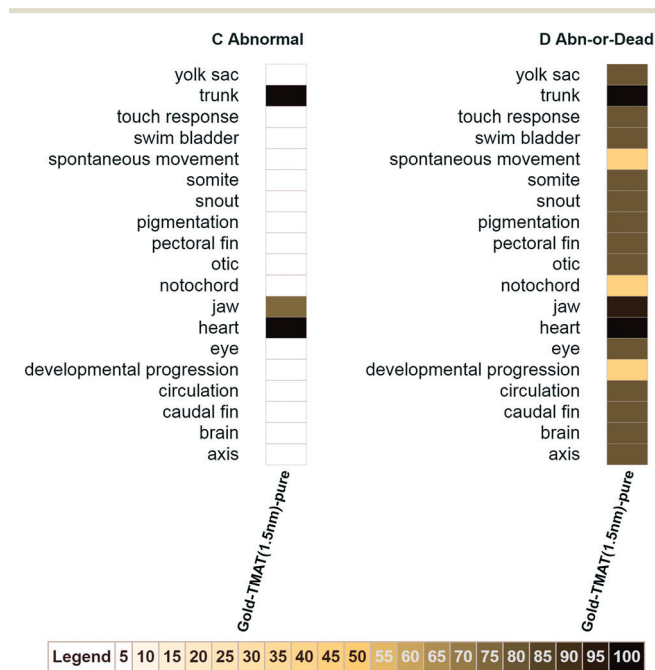 C Abnormal
yolk sac
trunk
touch response
swim bladder
spontaneous movement
somite
snout
pigmentation
pectoral fin
otic
notochord
jaw
heart
eye
developmental progression
circulation
caudal fin
brain
axis
Gold-TMAT(1.5nm)-pure
D Abn-or-Dead
yolk sac
trunk
touch response
swim bladder
spontaneous movement
somite
snout
pigmentation
pectoral fin
otic
notochord
jaw
heart
eye
developmental progression
circulation
caudal fin
brain
axis
Gold-TMAT(1.5nm)-pure
Legend 5 10 15 20 25 30 35 40 45 50 55 60 65 70 75 80 85 90 95 100